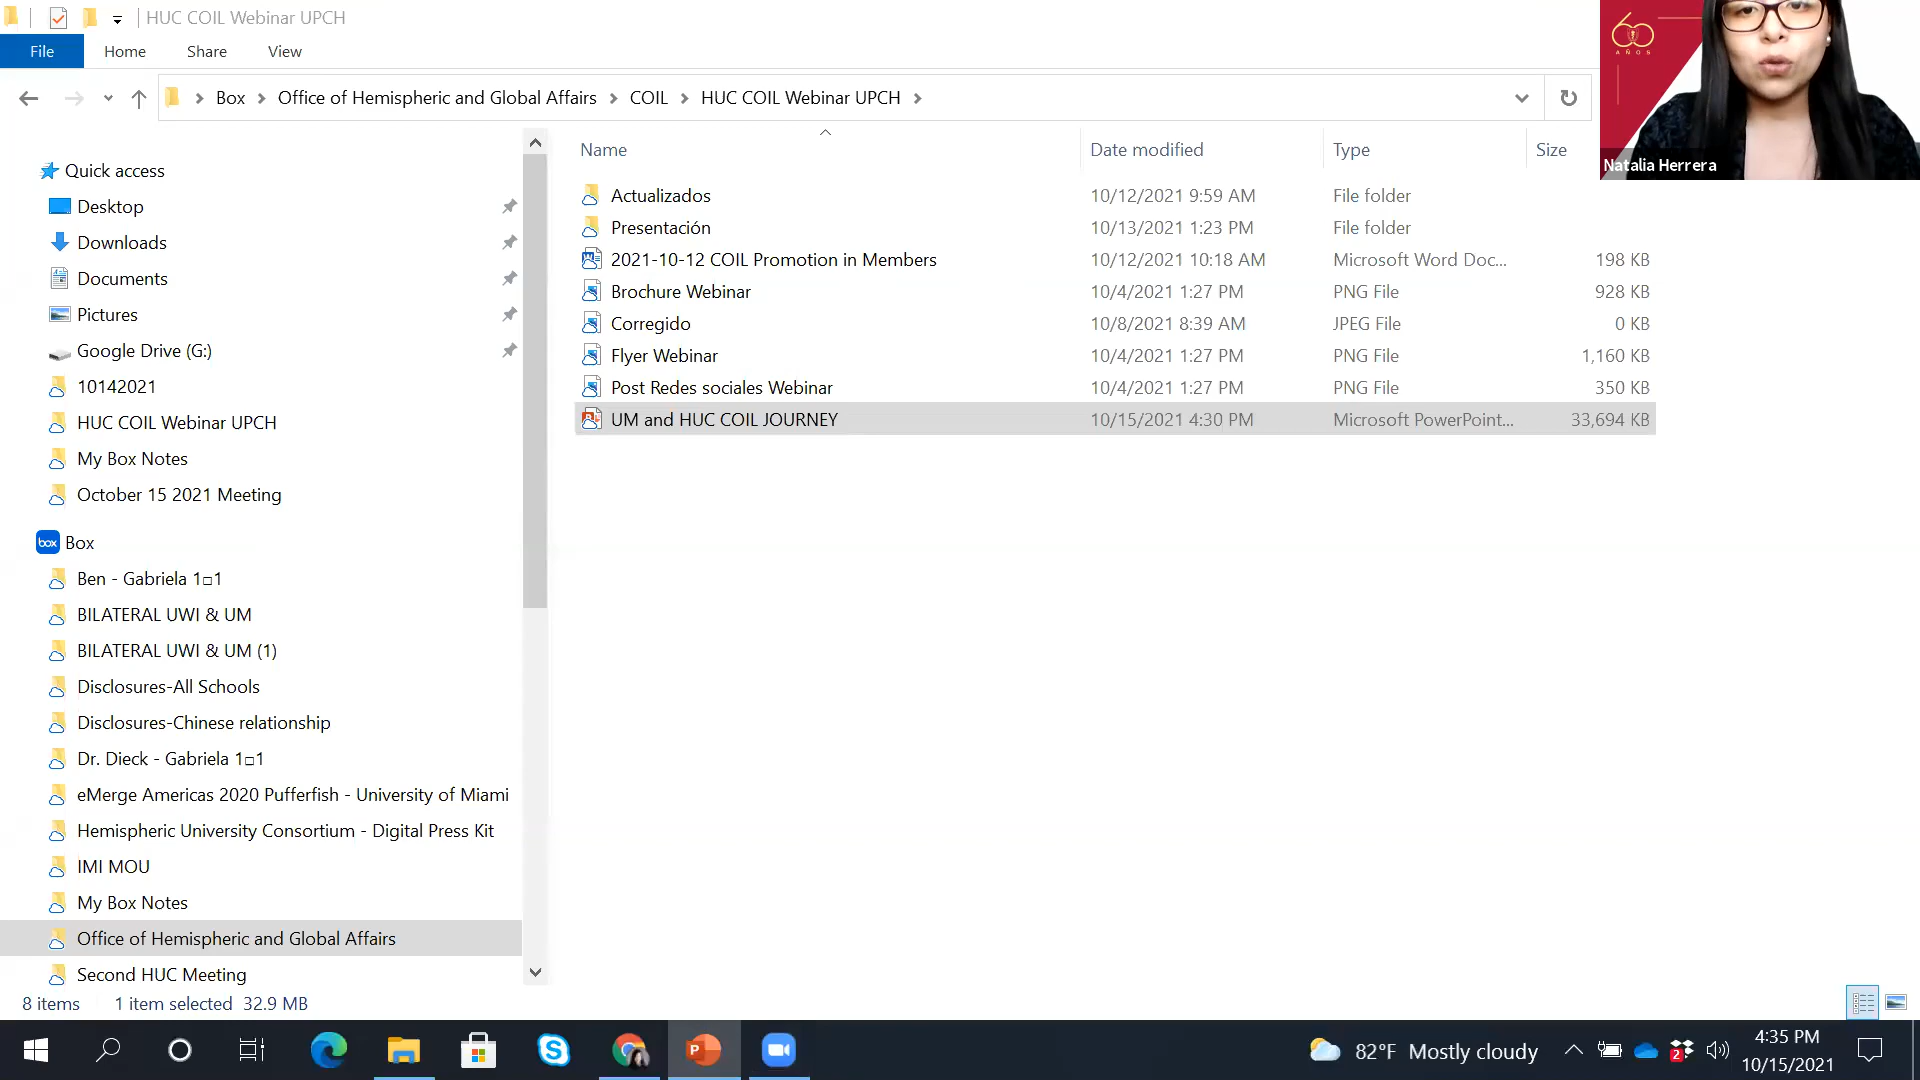 HUC COIL Webinar UPCH
File Home Share View
Box Office of Hemispheric and Global Affairs COIL HUC COIL Webinar UPCH
60
AÑOS
Natalia Herrera
Quick access
Desktop
Downloads
Documents
Pictures
Google Drive (G:)
10142021
HUC COIL Webinar UPCH
My Box Notes
October 15 2021 Meeting
box Box
Ben - Gabriela 1□1
BILATERAL UWI & UM
BILATERAL UWI & UM (1)
Disclosures-All Schools
Disclosures-Chinese relationship
Dr. Dieck - Gabriela 1□1
eMerge Americas 2020 Pufferfish - University of Miami
Hemispheric University Consortium - Digital Press Kit
IMI MOU
My Box Notes
Office of Hemispheric and Global Affairs
Second HUC Meeting
Name Date modified Type Size
Actualizados 10/12/2021 9:59 AM File folder
Presentación 10/13/2021 1:23 PM File folder
2021-10-12 COIL Promotion in Members 10/12/2021 10:18 AM Microsoft Word Doc... 198 KB
Brochure Webinar 10/4/2021 1:27 PM PNG File 928 KB
Corregido 10/8/2021 8:39 AM JPEG File 0 KB
Flyer Webinar 10/4/2021 1:27 PM PNG File 1,160 KB
Post Redes sociales Webinar 10/4/2021 1:27 PM PNG File 350 KB
UM and HUC COIL JOURNEY 10/15/2021 4:30 PM Microsoft PowerPoint... 33,694 KB
8 items 1 item selected 32.9 MB
82°F Mostly cloudy 2 4:35 PM
10/15/2021